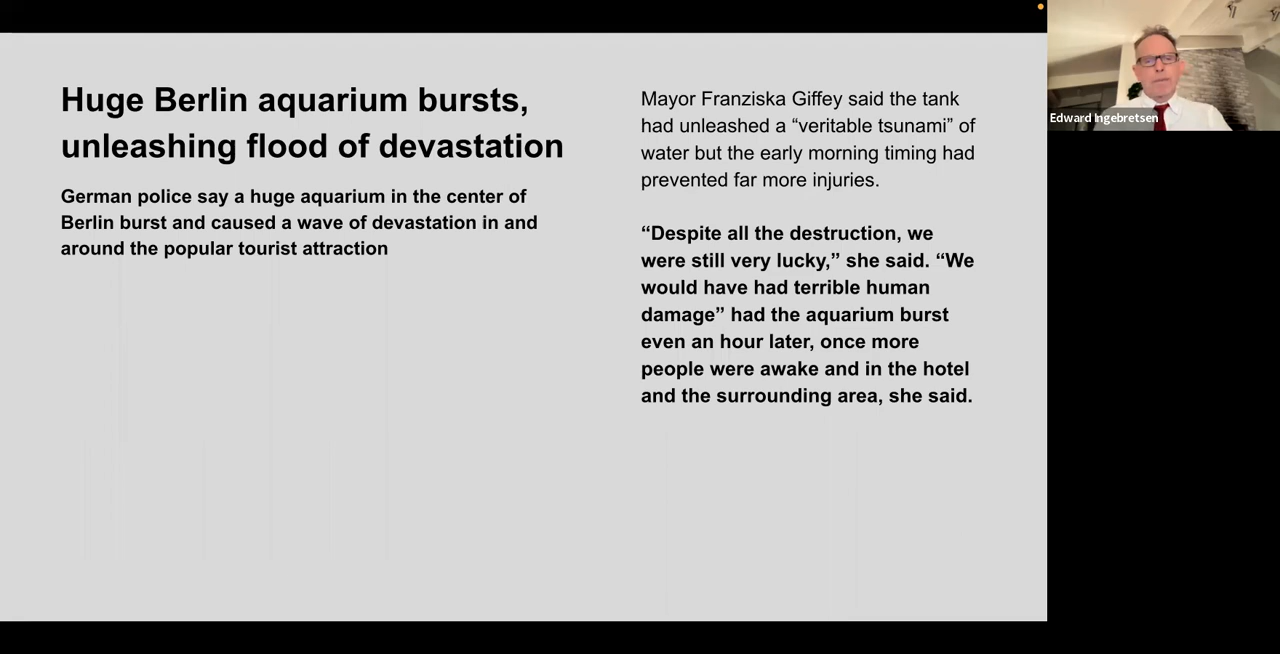 Huge Berlin aquarium bursts,
unleashing flood of devastation
German police say a huge aquarium in the center of
Berlin burst and caused a wave of devastation in and
around the popular tourist attraction
Mayor Franziska Giffey said the tank
had unleashed a “veritable tsunami” of
water but the early morning timing had
prevented far more injuries.
“Despite all the destruction, we
were still very lucky,” she said. “We
would have had terrible human
damage” had the aquarium burst
even an hour later, once more
people were awake and in the hotel
and the surrounding area, she said.
Edward Ingebretsen